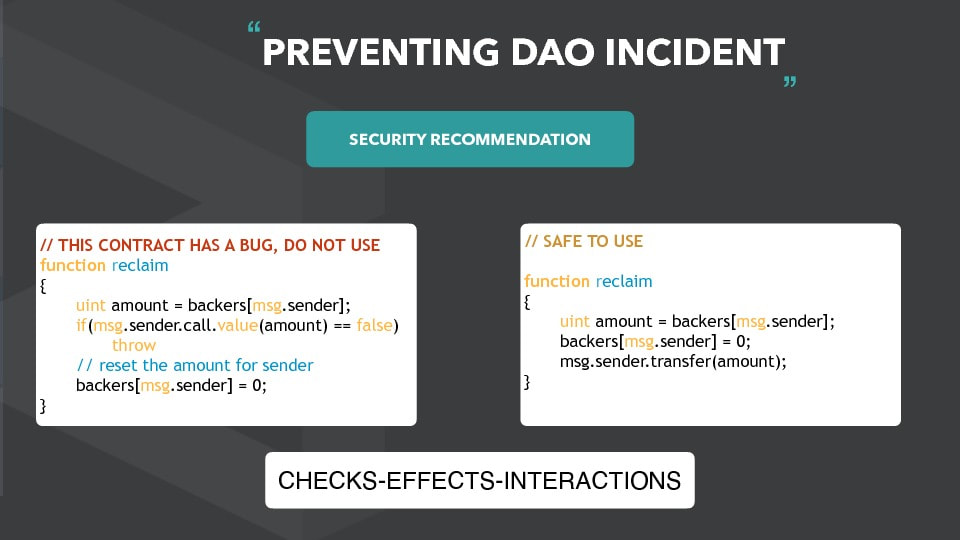 “PREVENTING DAO INCIDENT”
SECURITY RECOMMENDATION
// THIS CONTRACT HAS A BUG, DO NOT USE
function reclaim
{
uint amount = backers[msg.sender];
if(msg.sender.call.value(amount) == false)
throw
// reset the amount for sender
backers[msg.sender] = 0;
}
// SAFE TO USE
function reclaim
{
uint amount = backers[msg.sender];
backers[msg.sender] = 0;
msg.sender.transfer(amount);
}
CHECKS-EFFECTS-INTERACTIONS